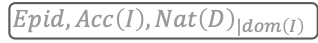 Epid, Acc(I), Nat(D)|dom(I)